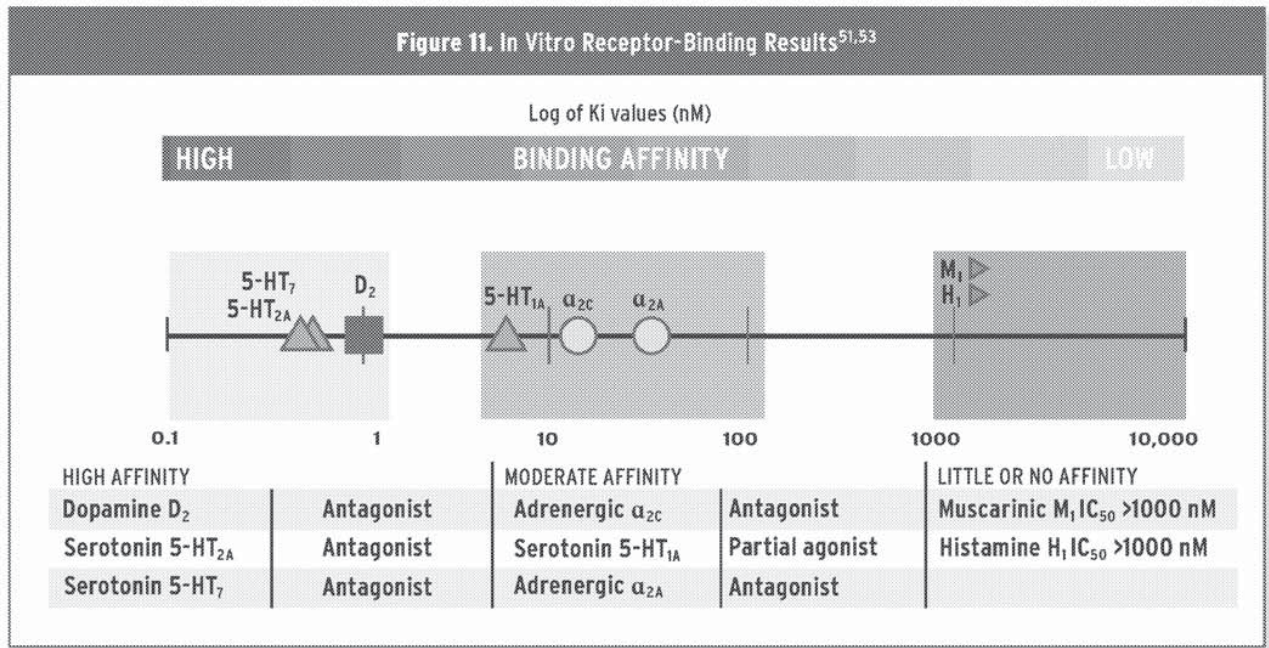 Figure 11. In Vitro Receptor-Binding Results51,53
Log of Ki values (nM)
HIGH BINDING AFFINITY LOW
5-HT7
5-HT2A
D2
5-HT1A
α2C
α2A
M1
H1
0.1 1 10 100 1000 10,000
HIGH AFFINITY MODERATE AFFINITY LITTLE OR NO AFFINITY
Dopamine D2 Antagonist Adrenergic α2C Antagonist Muscarinic M1 IC50 >1000 nM
Serotonin 5-HT2A Antagonist Serotonin 5-HT1A Partial agonist Histamine H1 IC50 >1000 nM
Serotonin 5-HT7 Antagonist Adrenergic α2A Antagonist